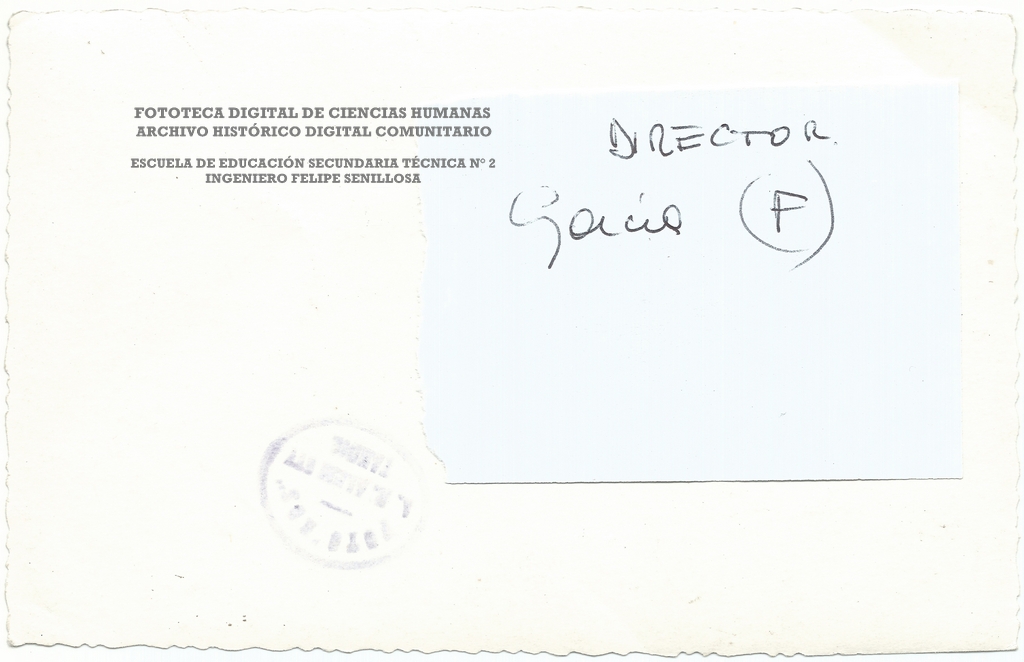 FOTOTECA DIGITAL DE CIENCIAS HUMANAS
ARCHIVO HISTÓRICO DIGITAL COMUNITARIO
ESCUELA DE EDUCACIÓN SECUNDARIA TÉCNICA N° 2
INGENIERO FELIPE SENILLOSA
DIRECTOR
García (F)